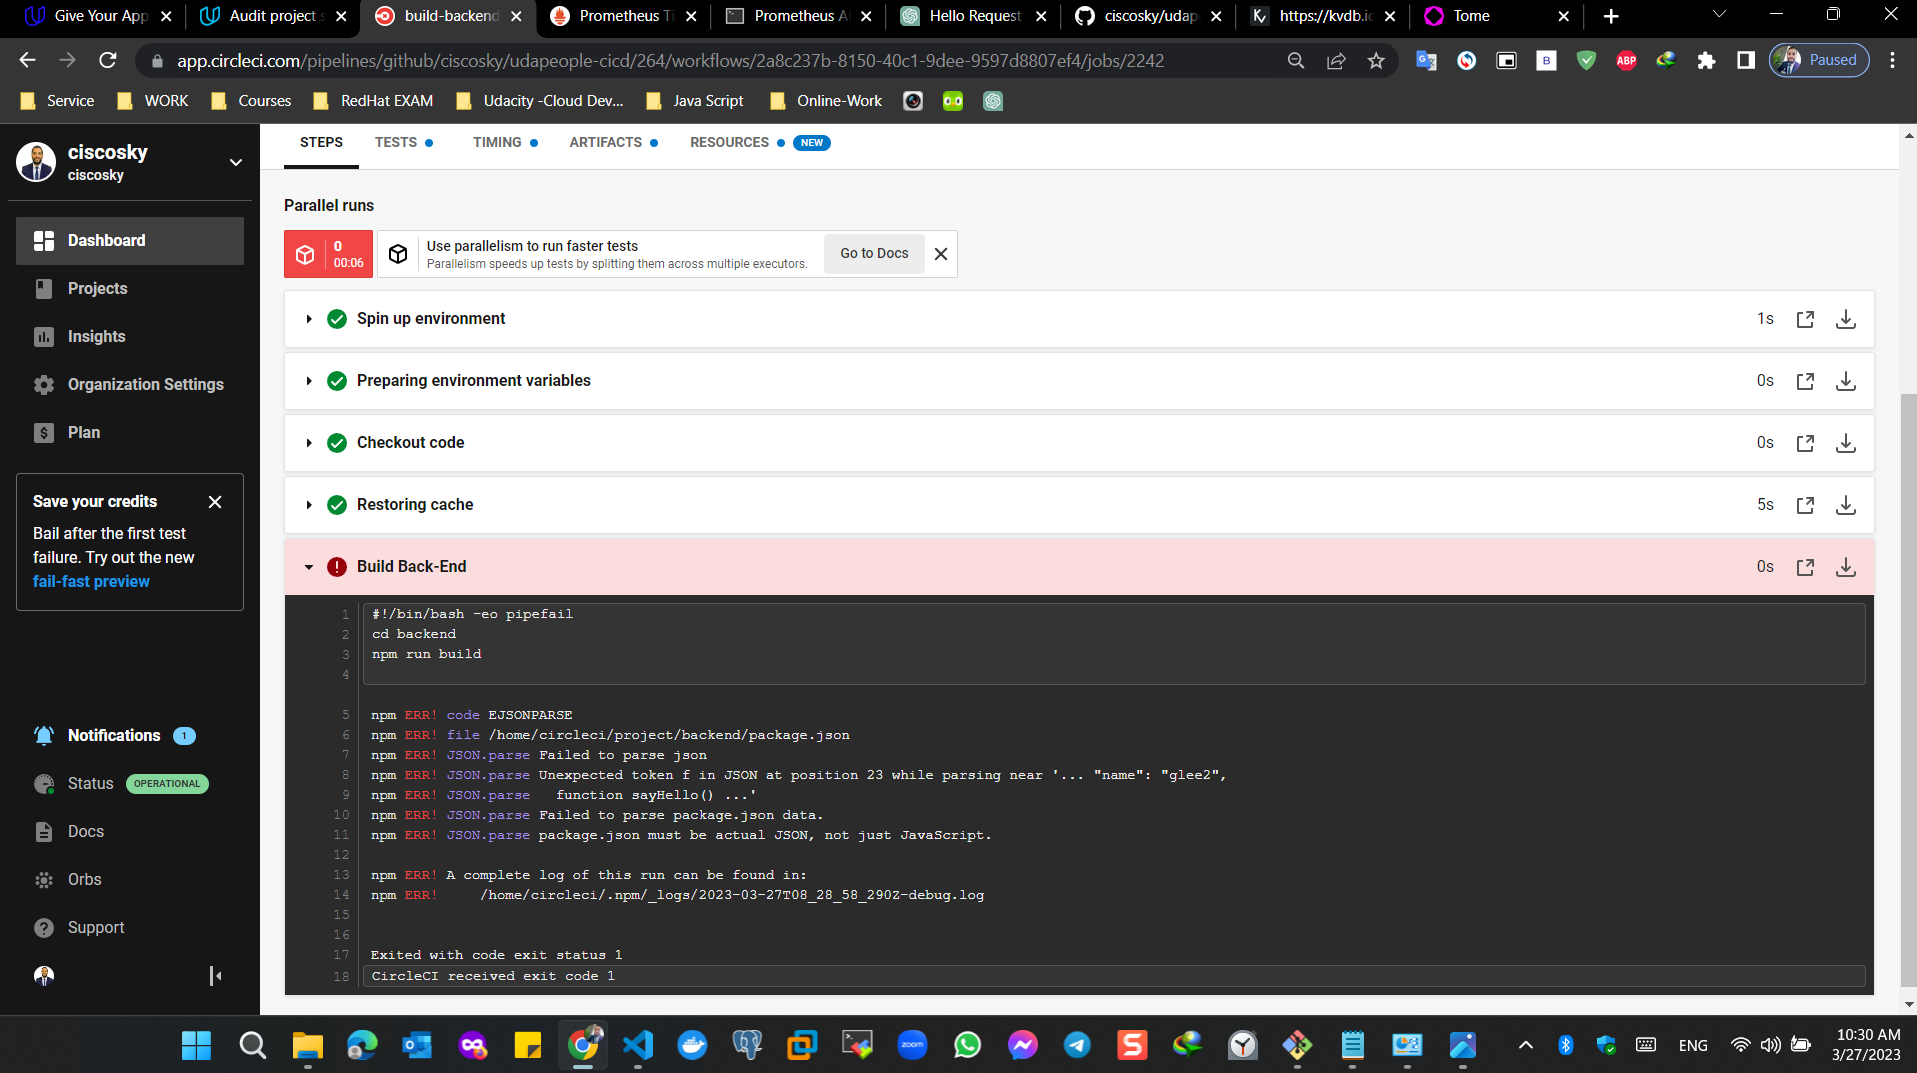 Give Your App
Audit project s
build-backend
Prometheus Ti
Prometheus Al
Hello Request
ciscosky/udap
https://kvdb.io
Tome
app.circleci.com/pipelines/github/ciscosky/udapeople-cicd/264/workflows/2a8c237b-8150-40c1-9dee-9597d8807ef4/jobs/2242
B
ABP
Paused
Service
WORK
Courses
RedHat EXAM
Udacity -Cloud Dev...
Java Script
Online-Work
ciscosky
ciscosky
Dashboard
Projects
Insights
Organization Settings
Plan
Save your credits
Bail after the first test
failure. Try out the new
fail-fast preview
Notifications 1
Status OPERATIONAL
Docs
Orbs
Support
STEPS TESTS TIMING ARTIFACTS RESOURCES NEW
Parallel runs
0
00:06
Use parallelism to run faster tests
Parallelism speeds up tests by splitting them across multiple executors.
Go to Docs
Spin up environment 1s
Preparing environment variables 0s
Checkout code 0s
Restoring cache 5s
Build Back-End 0s
1 #!/bin/bash -eo pipefail
2 cd backend
3 npm run build
4
5 npm ERR! code EJSONPARSE
6 npm ERR! file /home/circleci/project/backend/package.json
7 npm ERR! JSON.parse Failed to parse json
8 npm ERR! JSON.parse Unexpected token f in JSON at position 23 while parsing near '... "name": "glee2",
9 npm ERR! JSON.parse   function sayHello() ...'
10 npm ERR! JSON.parse Failed to parse package.json data.
11 npm ERR! JSON.parse package.json must be actual JSON, not just JavaScript.
12
13 npm ERR! A complete log of this run can be found in:
14 npm ERR!     /home/circleci/.npm/_logs/2023-03-27T08_28_58_290Z-debug.log
15
16
17 Exited with code exit status 1
18 CircleCI received exit code 1
zoom
S
ENG
10:30 AM
3/27/2023